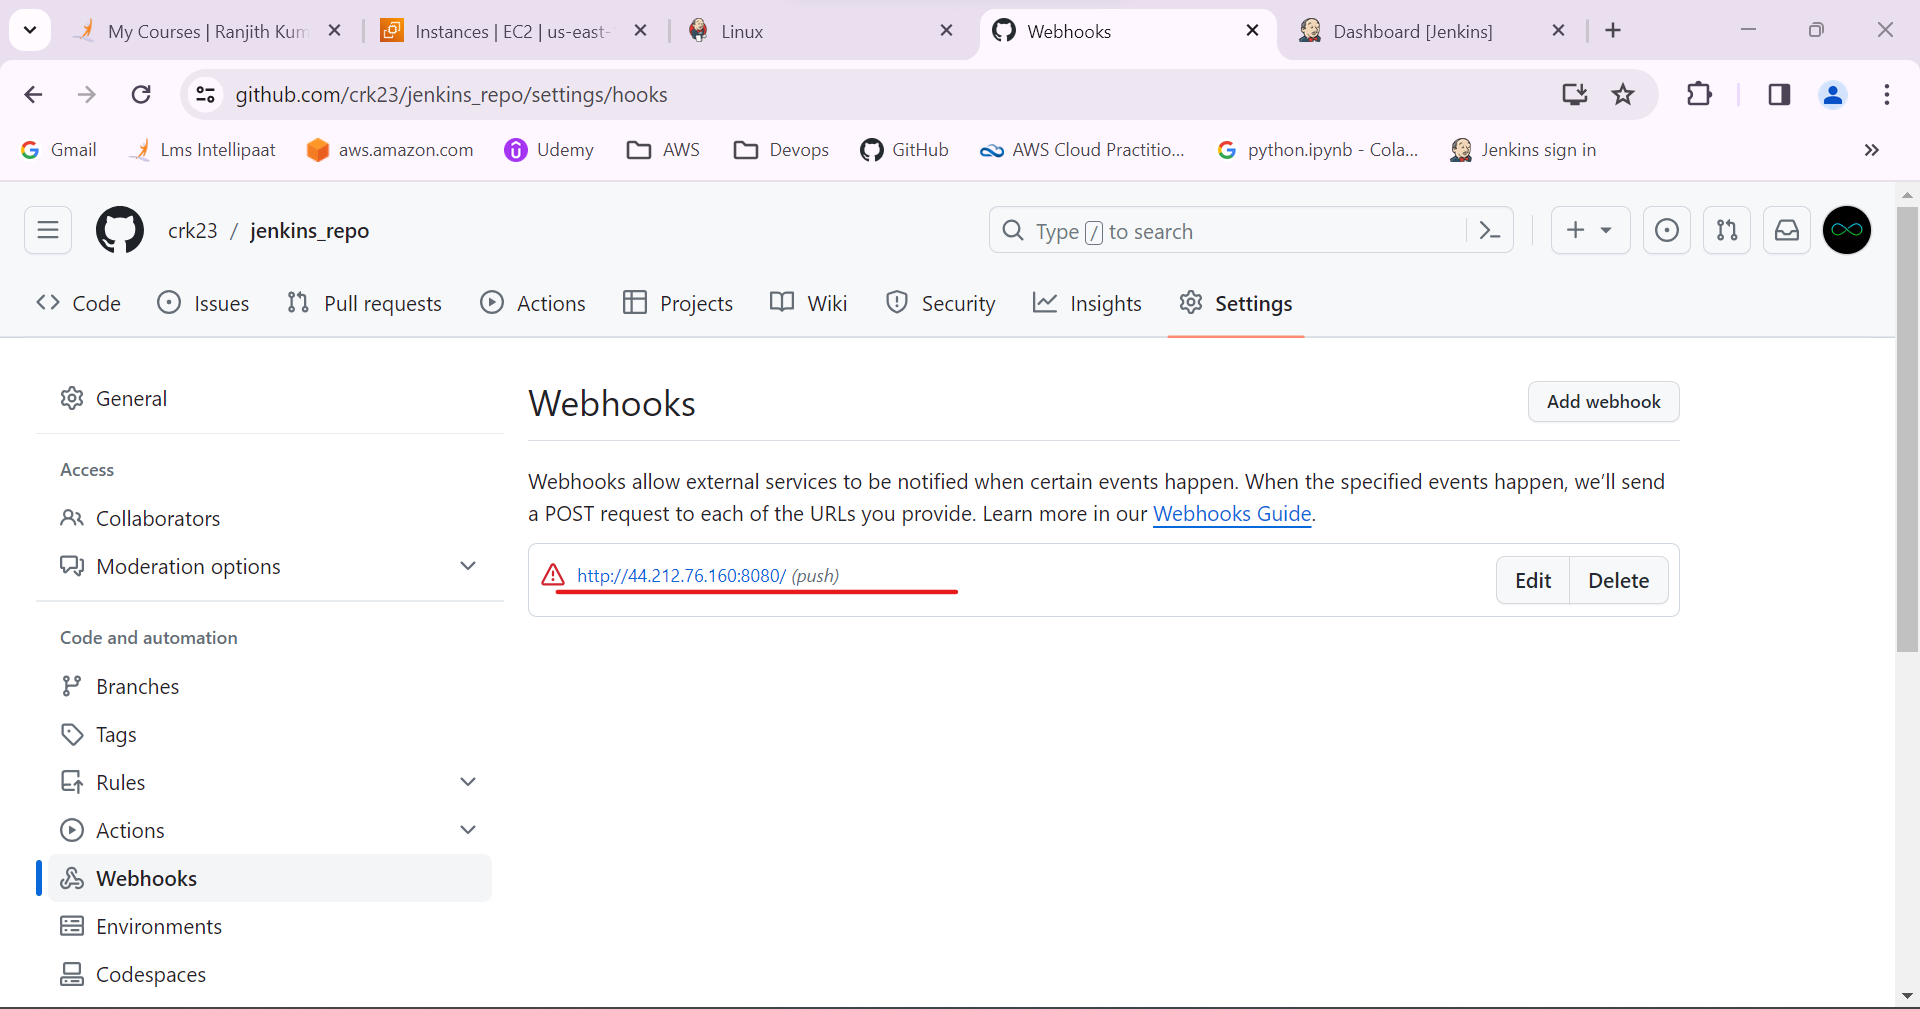 My Courses | Ranjith Kum
Instances | EC2 | us-east-
Linux
Webhooks
Dashboard [Jenkins]
github.com/crk23/jenkins_repo/settings/hooks
Gmail
Lms Intellipaat
aws.amazon.com
Udemy
AWS
Devops
GitHub
AWS Cloud Practitio...
python.ipynb - Cola...
Jenkins sign in
crk23 / jenkins_repo
Type / to search
Code
Issues
Pull requests
Actions
Projects
Wiki
Security
Insights
Settings
General
Access
Collaborators
Moderation options
Code and automation
Branches
Tags
Rules
Actions
Webhooks
Environments
Codespaces
Webhooks
Add webhook
Webhooks allow external services to be notified when certain events happen. When the specified events happen, we’ll send
a POST request to each of the URLs you provide. Learn more in our Webhooks Guide.
http://44.212.76.160:8080/ (push)
Edit
Delete